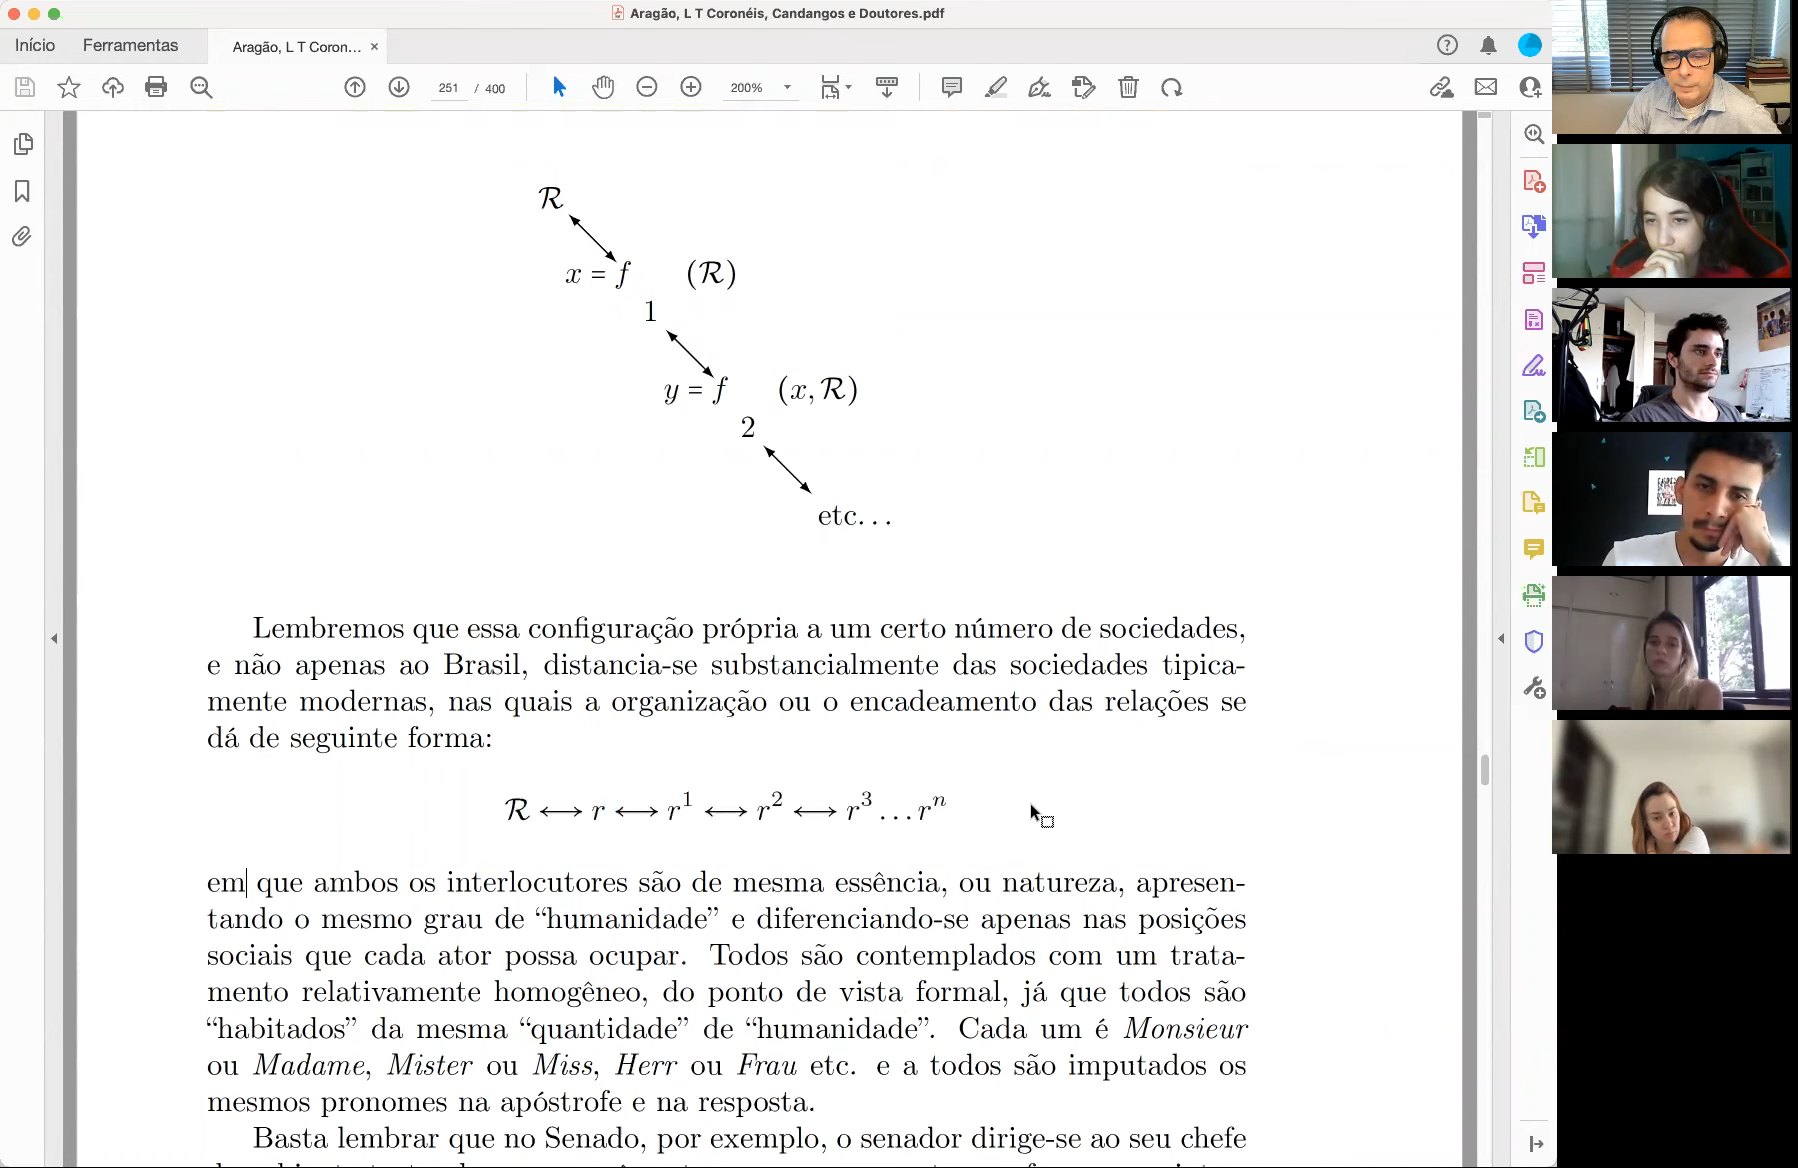 Aragão, L T Coronéis, Candangos e Doutores.pdf
Início Ferramentas Aragão, L T Coron... ×
251 / 400 200%
ℛ
x = f (ℛ)
1
y = f (x, ℛ)
2
etc...
Lembremos que essa configuração própria a um certo número de sociedades,
e não apenas ao Brasil, distancia-se substancialmente das sociedades tipica-
mente modernas, nas quais a organização ou o encadeamento das relações se
dá de seguinte forma:
ℛ ⟷ r ⟷ r¹ ⟷ r² ⟷ r³ ... rⁿ
em que ambos os interlocutores são de mesma essência, ou natureza, apresen-
tando o mesmo grau de “humanidade” e diferenciando-se apenas nas posições
sociais que cada ator possa ocupar. Todos são contemplados com um trata-
mento relativamente homogêneo, do ponto de vista formal, já que todos são
“habitados” da mesma “quantidade” de “humanidade”. Cada um é Monsieur
ou Madame, Mister ou Miss, Herr ou Frau etc. e a todos são imputados os
mesmos pronomes na apóstrofe e na resposta.
Basta lembrar que no Senado, por exemplo, o senador dirige-se ao seu chefe